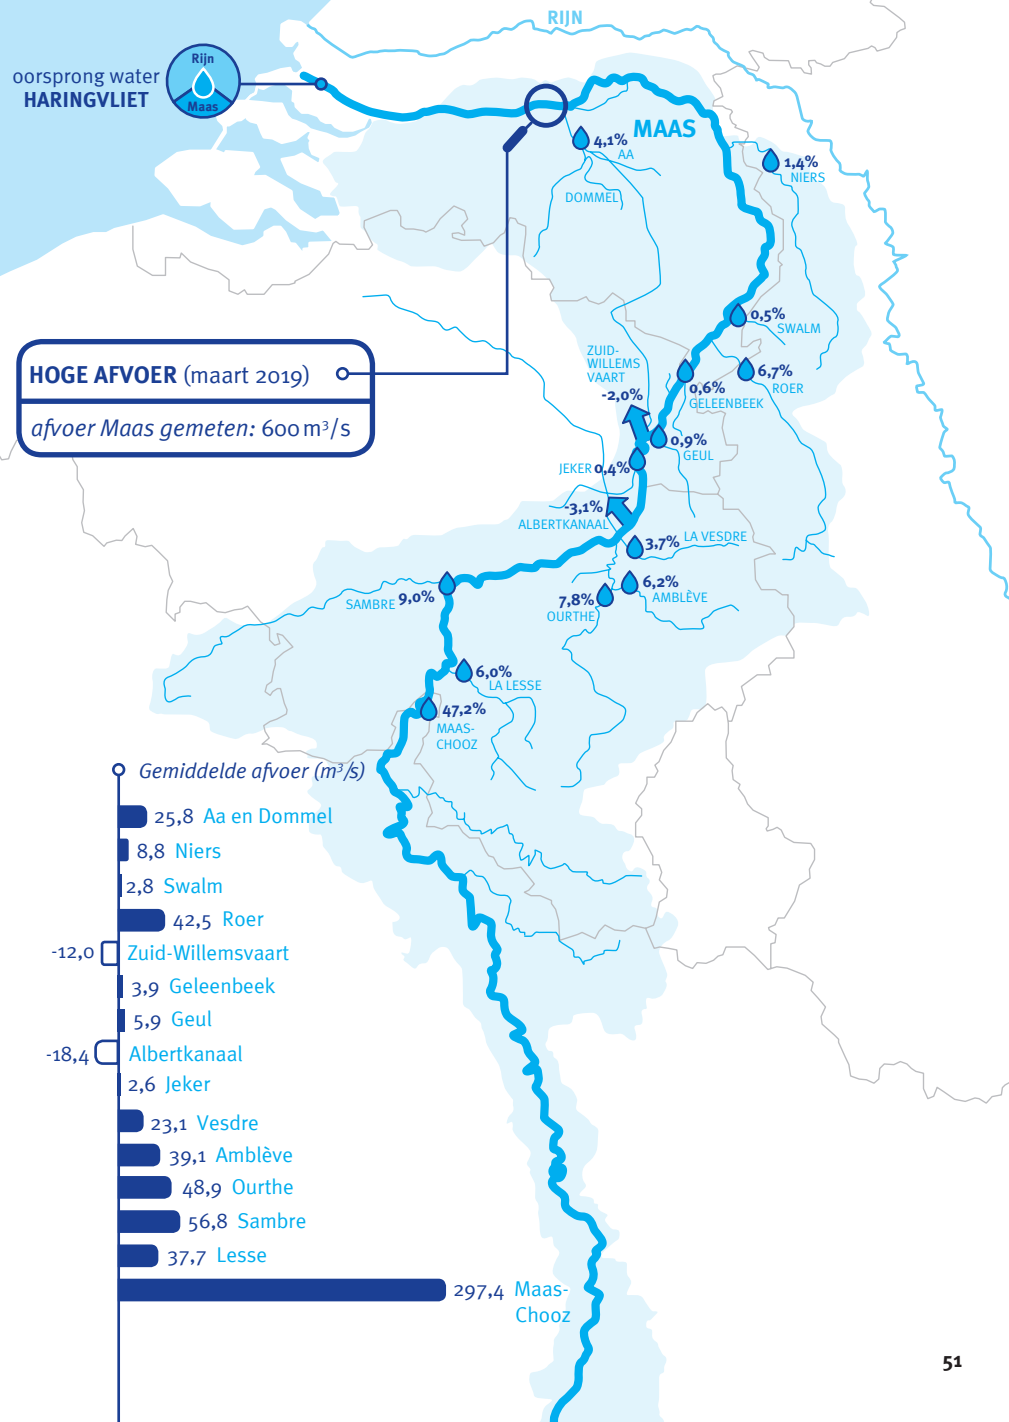 RIJN
oorsprong water
HARINGVLIET
Rijn
Maas
MAAS
4,1%
AA
DOMMEL
1,4%
NIERS
0,5%
SWALM
HOGE AFVOER (maart 2019)
afvoer Maas gemeten: 600 m³/s
ZUID-
WILLEMS
VAART
-2,0%
6,7%
ROER
0,6%
GELEENBEEK
0,9%
GEUL
JEKER 0,4%
-3,1%
ALBERTKANAAL
3,7% LA VESDRE
6,2%
AMBLÈVE
7,8%
OURTHE
SAMBRE 9,0%
6,0%
LA LESSE
47,2%
MAAS-
CHOOZ
Gemiddelde afvoer (m³/s)
25,8 Aa en Dommel
8,8 Niers
2,8 Swalm
42,5 Roer
-12,0 Zuid-Willemsvaart
3,9 Geleenbeek
5,9 Geul
-18,4 Albertkanaal
2,6 Jeker
23,1 Vesdre
39,1 Amblève
48,9 Ourthe
56,8 Sambre
37,7 Lesse
297,4 Maas-
Chooz
51